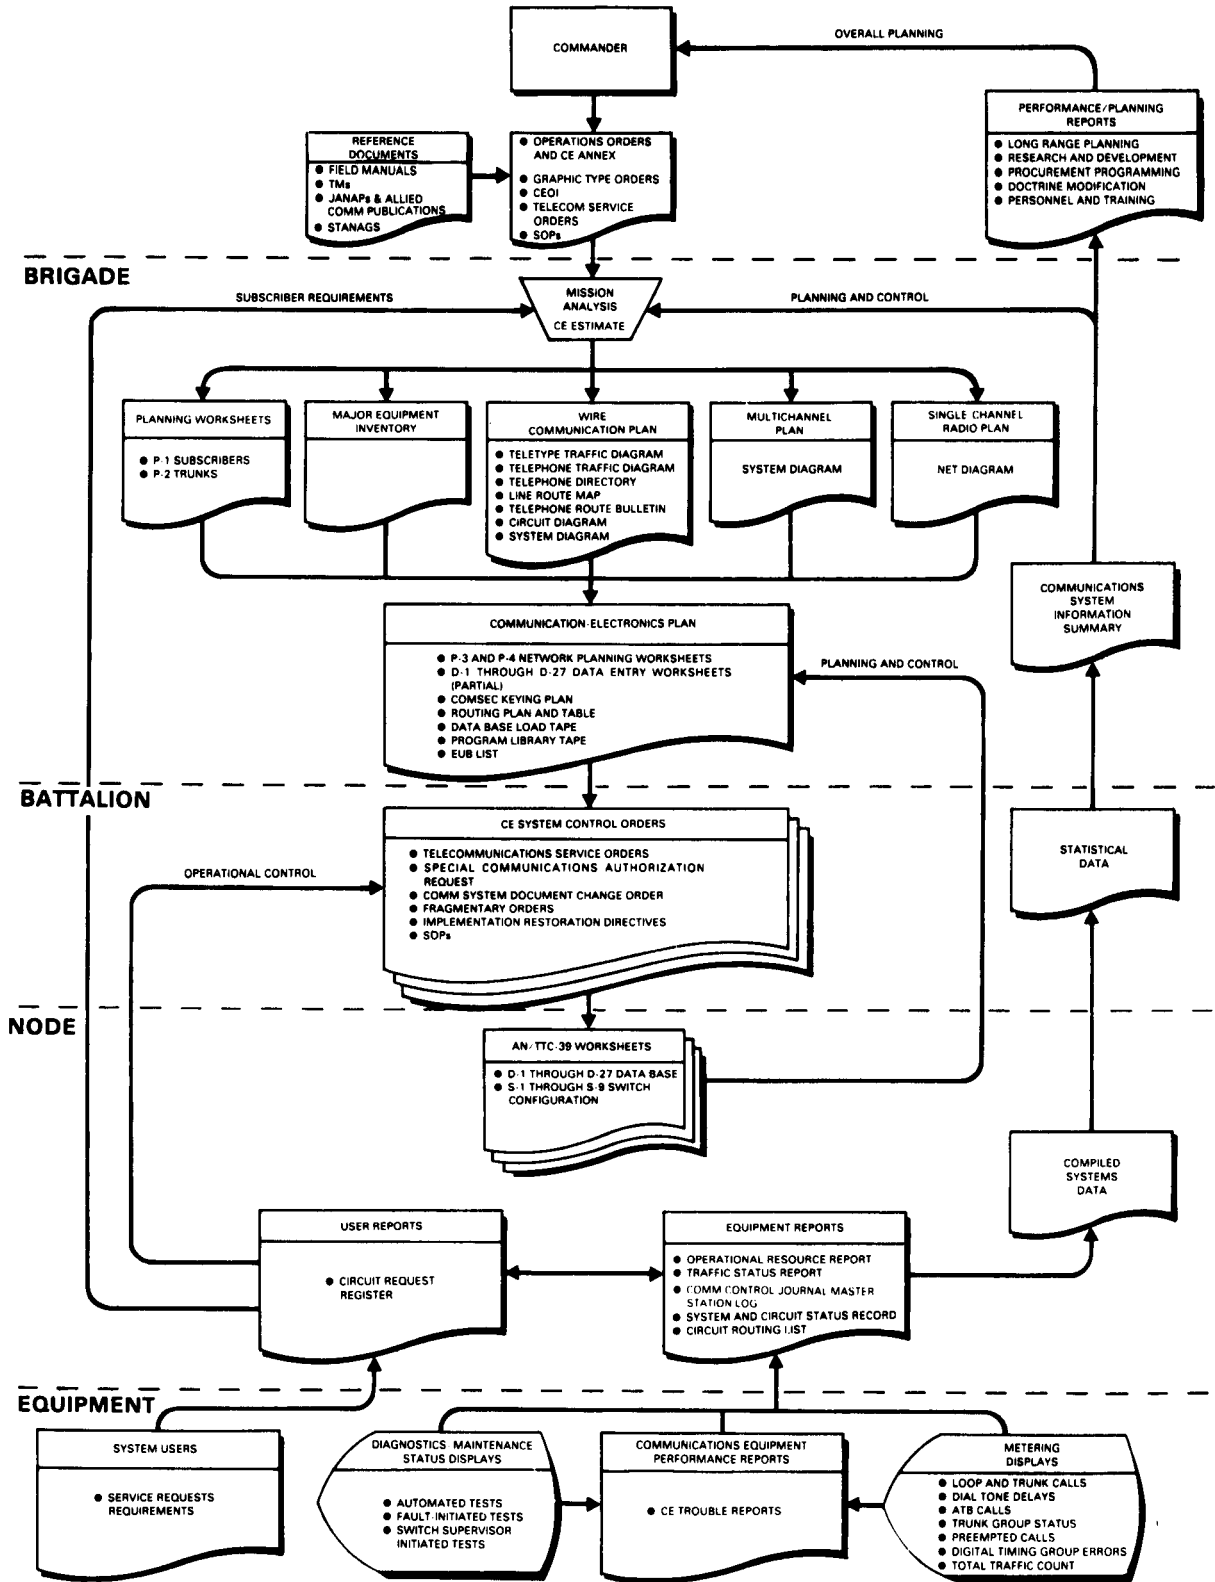 COMMANDER
OVERALL PLANNING
PERFORMANCE/PLANNING
REPORTS
● LONG RANGE PLANNING
● RESEARCH AND DEVELOPMENT
● PROCUREMENT PROGRAMMING
● DOCTRINE MODIFICATION
● PERSONNEL AND TRAINING
REFERENCE
DOCUMENTS
● FIELD MANUALS
● TMs
● JANAPs & ALLIED
COMM PUBLICATIONS
● STANAGS
● OPERATIONS ORDERS
AND CE ANNEX
● GRAPHIC TYPE ORDERS
● CEOI
● TELECOM SERVICE
ORDERS
● SOPs
BRIGADE
SUBSCRIBER REQUIREMENTS
MISSION
ANALYSIS
CE ESTIMATE
PLANNING AND CONTROL
PLANNING WORKSHEETS
● P-1 SUBSCRIBERS
● P-2 TRUNKS
MAJOR EQUIPMENT
INVENTORY
WIRE
COMMUNICATION PLAN
● TELETYPE TRAFFIC DIAGRAM
● TELEPHONE TRAFFIC DIAGRAM
● TELEPHONE DIRECTORY
● LINE ROUTE MAP
● TELEPHONE ROUTE BULLETIN
● CIRCUIT DIAGRAM
● SYSTEM DIAGRAM
MULTICHANNEL
PLAN
SYSTEM DIAGRAM
SINGLE CHANNEL
RADIO PLAN
NET DIAGRAM
COMMUNICATIONS
SYSTEM
INFORMATION
SUMMARY
COMMUNICATION-ELECTRONICS PLAN
● P-3 AND P-4 NETWORK PLANNING WORKSHEETS
● D-1 THROUGH D-27 DATA ENTRY WORKSHEETS
(PARTIAL)
● COMSEC KEYING PLAN
● ROUTING PLAN AND TABLE
● DATA BASE LOAD TAPE
● PROGRAM LIBRARY TAPE
● EUB LIST
PLANNING AND CONTROL
BATTALION
CE SYSTEM CONTROL ORDERS
● TELECOMMUNICATIONS SERVICE ORDERS
● SPECIAL COMMUNICATIONS AUTHORIZATION
REQUEST
● COMM SYSTEM DOCUMENT CHANGE ORDER
● FRAGMENTARY ORDERS
● IMPLEMENTATION RESTORATION DIRECTIVES
● SOPs
OPERATIONAL CONTROL
STATISTICAL
DATA
NODE
AN/TTC-39 WORKSHEETS
● D-1 THROUGH D-27 DATA BASE
● S-1 THROUGH S-9 SWITCH
CONFIGURATION
COMPILED
SYSTEMS
DATA
USER REPORTS
● CIRCUIT REQUEST
REGISTER
EQUIPMENT REPORTS
● OPERATIONAL RESOURCE REPORT
● TRAFFIC STATUS REPORT
● COMM CONTROL JOURNAL MASTER
STATION LOG
● SYSTEM AND CIRCUIT STATUS RECORD
● CIRCUIT ROUTING LIST
EQUIPMENT
SYSTEM USERS
● SERVICE REQUESTS
REQUIREMENTS
DIAGNOSTICS-MAINTENANCE
STATUS DISPLAYS
● AUTOMATED TESTS
● FAULT-INITIATED TESTS
● SWITCH SUPERVISOR
INITIATED TESTS
COMMUNICATIONS EQUIPMENT
PERFORMANCE REPORTS
● CE TROUBLE REPORTS
METERING
DISPLAYS
● LOOP AND TRUNK CALLS
● DIAL TONE DELAYS
● ATB CALLS
● TRUNK GROUP STATUS
● PREEMPTED CALLS
● DIGITAL TIMING GROUP ERRORS
● TOTAL TRAFFIC COUNT